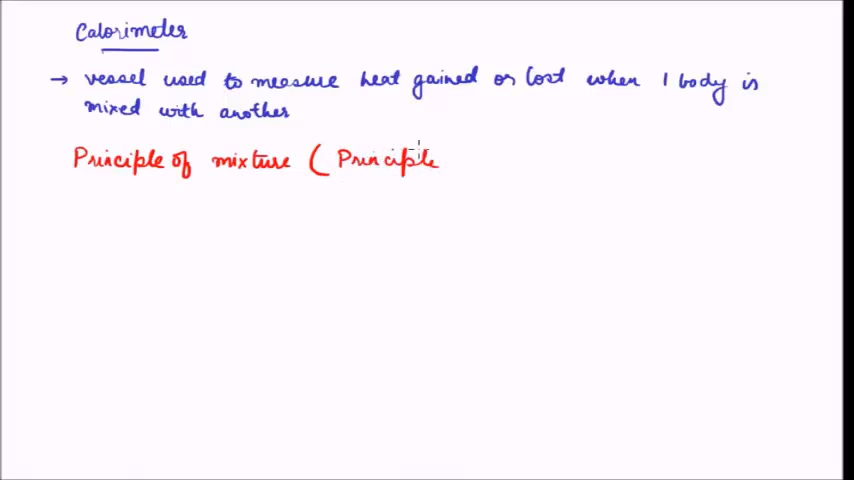 Calorimeter
→ vessel used to measure heat gained or lost when 1 body is
mixed with another
Principle of mixture ( Principle